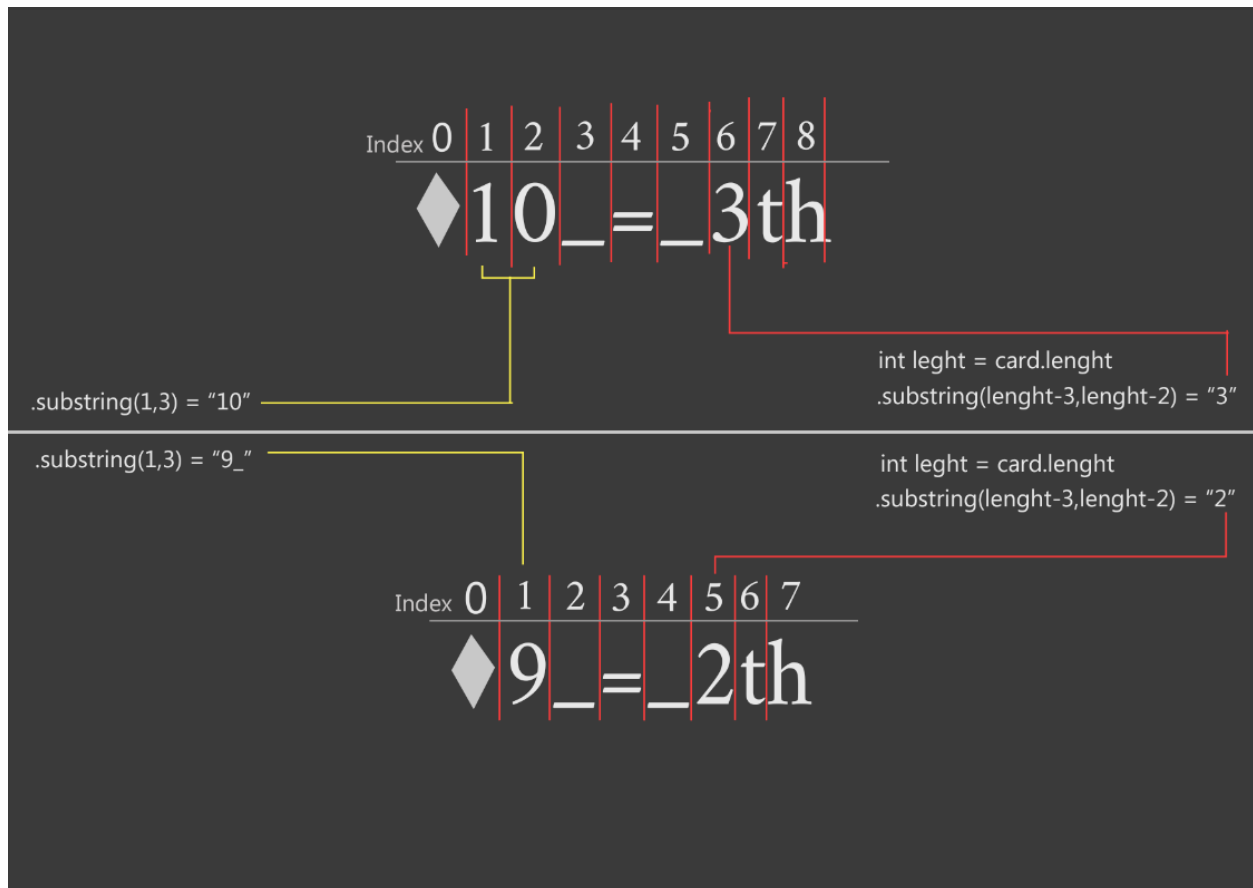 Index 0 1 2 3 4 5 6 7 8
♦10_=_3th
int leght = card.lenght
.substring(lenght-3,lenght-2) = “3”
.substring(1,3) = “10”
.substring(1,3) = “9_”
int leght = card.lenght
.substring(lenght-3,lenght-2) = “2”
Index 0 1 2 3 4 5 6 7
♦9_=_2th